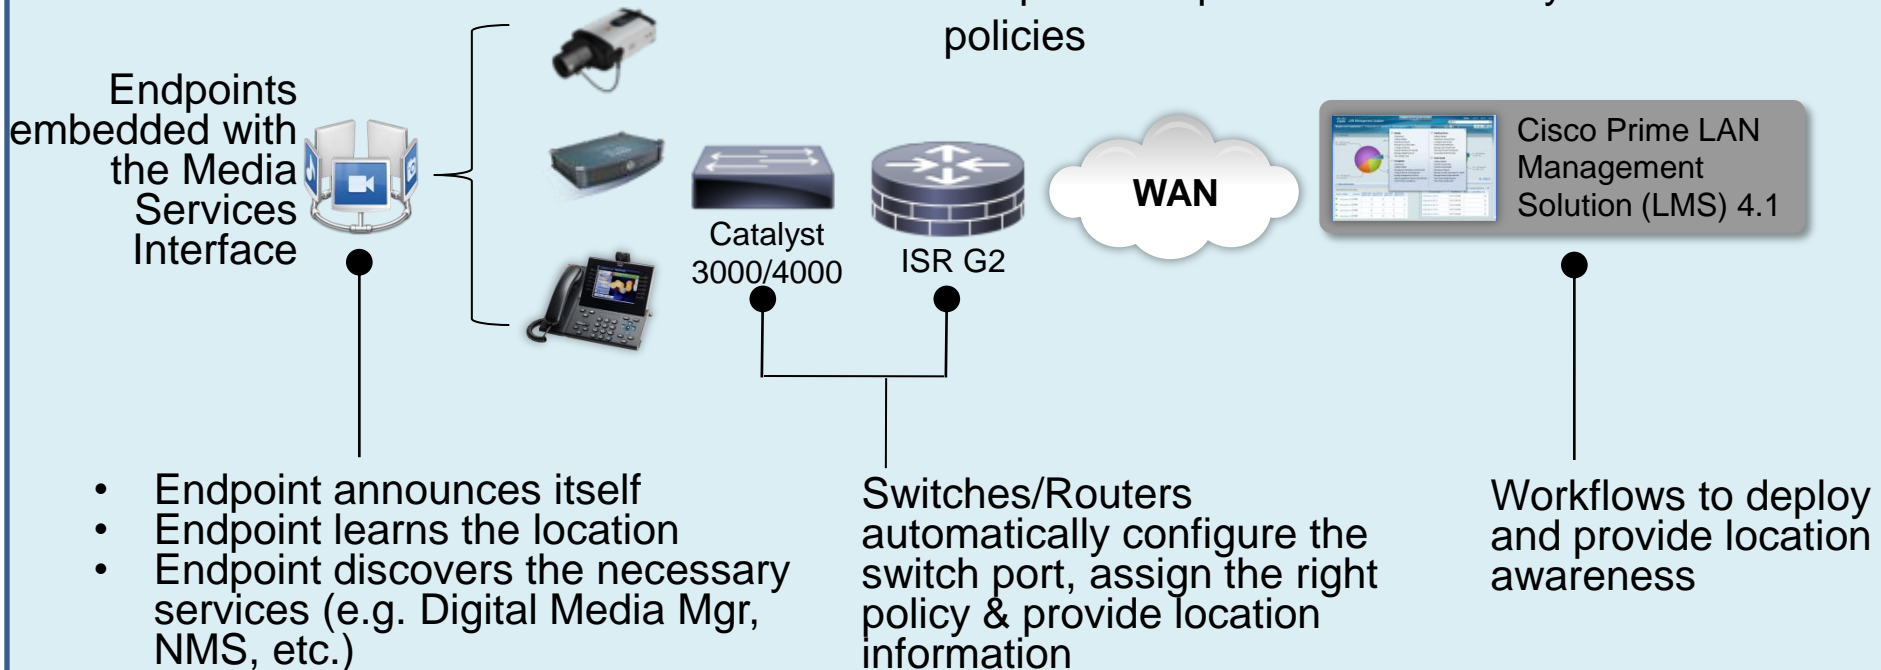 policies
Endpoints
embedded with
the Media
Services
Interface
Catalyst
3000/4000
ISR G2
WAN
Cisco Prime LAN
Management
Solution (LMS) 4.1
• Endpoint announces itself
• Endpoint learns the location
• Endpoint discovers the necessary
services (e.g. Digital Media Mgr,
NMS, etc.)
Switches/Routers
automatically configure the
switch port, assign the right
policy & provide location
information
Workflows to deploy
and provide location
awareness